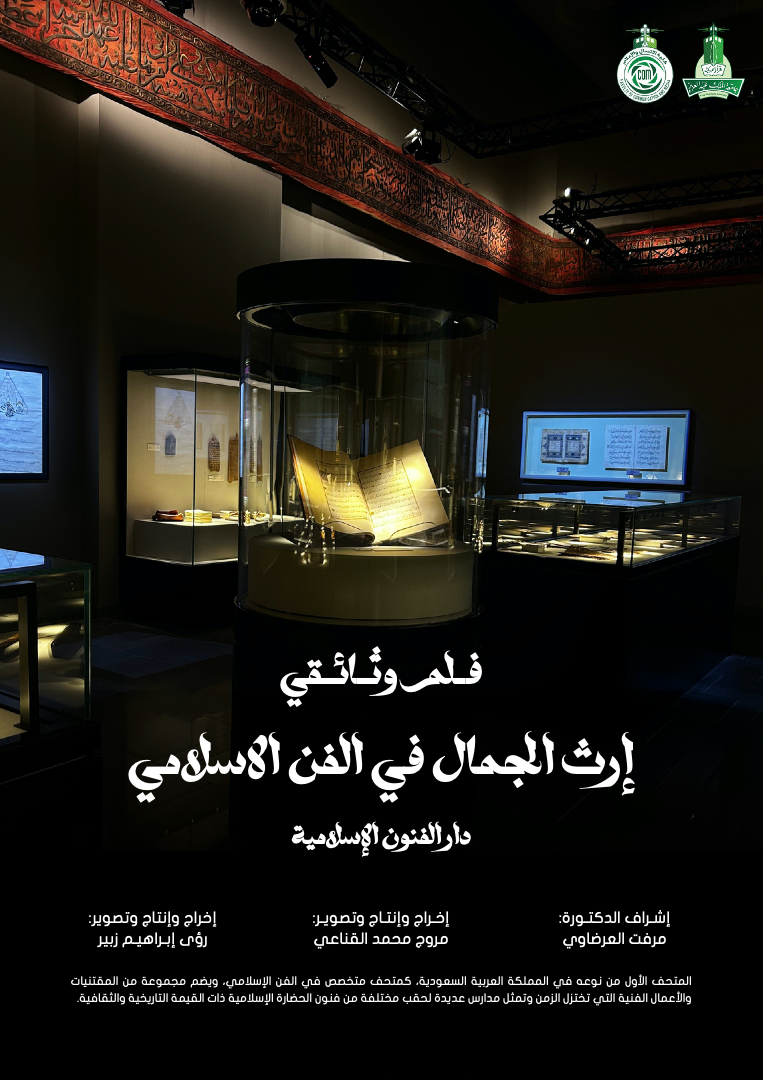 جامعة الملك عبدالعزيز
فلم وثائقي
إرث الجمال في الفن الاسلامي
دار الفنون الإسلامية
إشراف الدكتورة:
مرفت العرضاوي
إخراج وإنتاج وتصوير:
مروج محمد القناعي
إخراج وإنتاج وتصوير:
رؤى إبراهيم زبير
المتحف الأول من نوعه في المملكة العربية السعودية، كمتحف متخصص في الفن الإسلامي، ويضم مجموعة من المقتنيات
والأعمال الفنية التي تختزل الزمن وتمثل مدارس عديدة لحقب مختلفة من فنون الحضارة الإسلامية ذات القيمة التاريخية والثقافية.